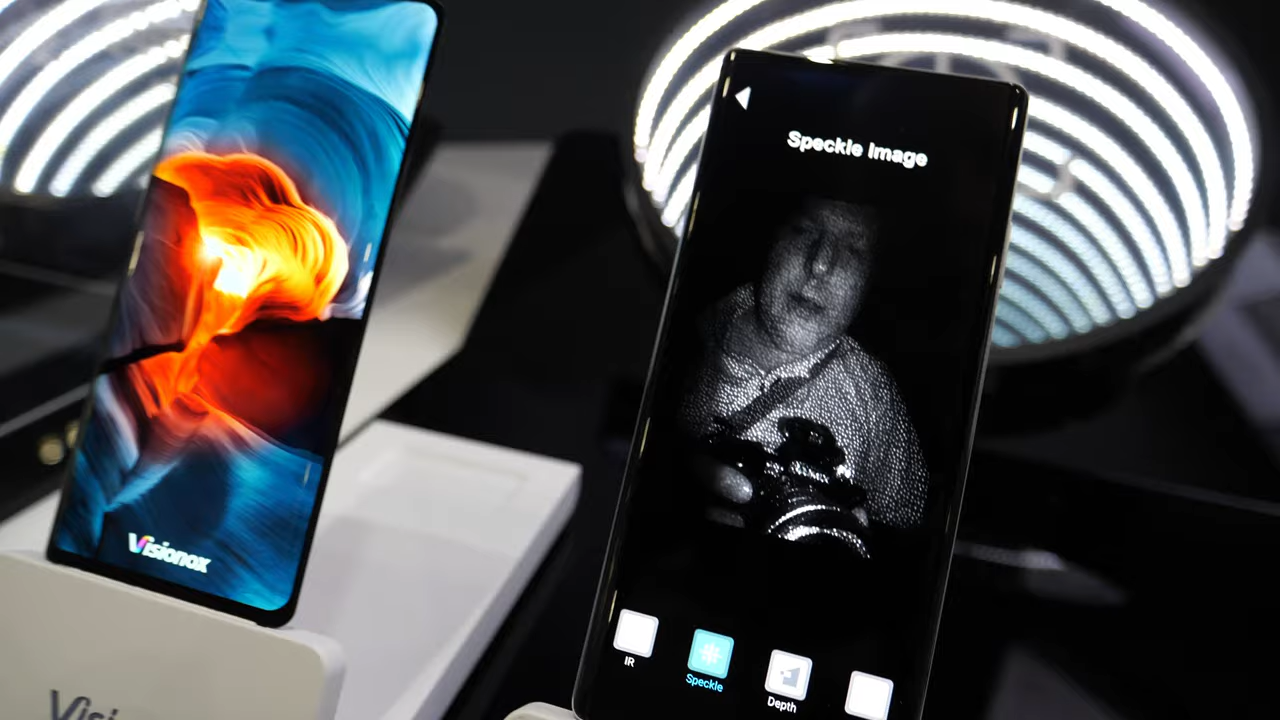 Visionox
Visi
Speckle Image
IR
Speckle
Depth